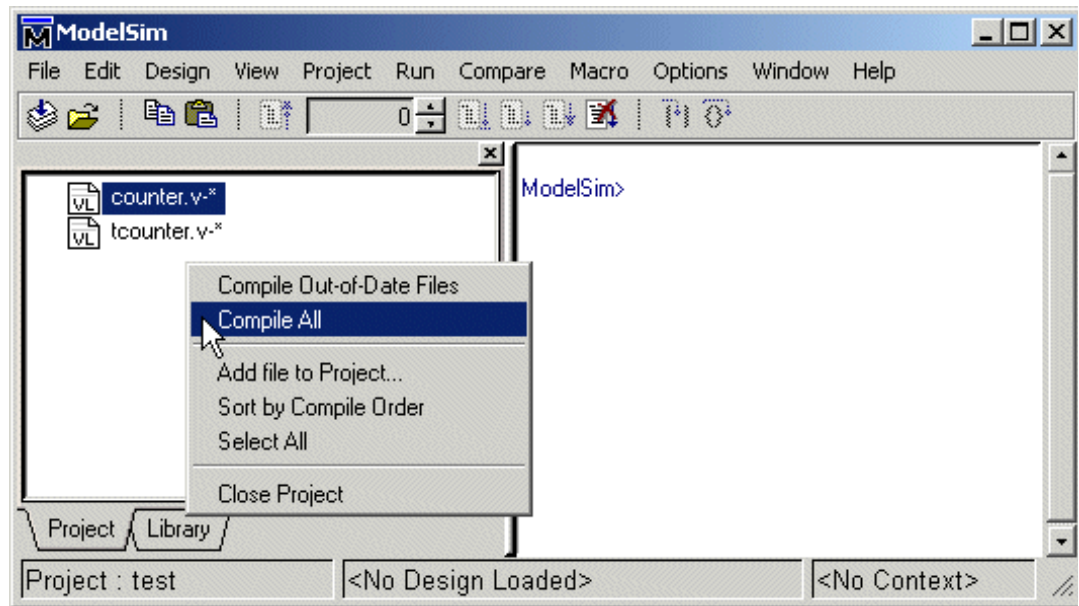 ModelSim
File Edit Design View Project Run Compare Macro Options Window Help
0
counter.v-*
tcounter.v-*
ModelSim>
Compile Out-of-Date Files
Compile All
Add file to Project...
Sort by Compile Order
Select All
Close Project
Project Library
Project : test <No Design Loaded> <No Context>